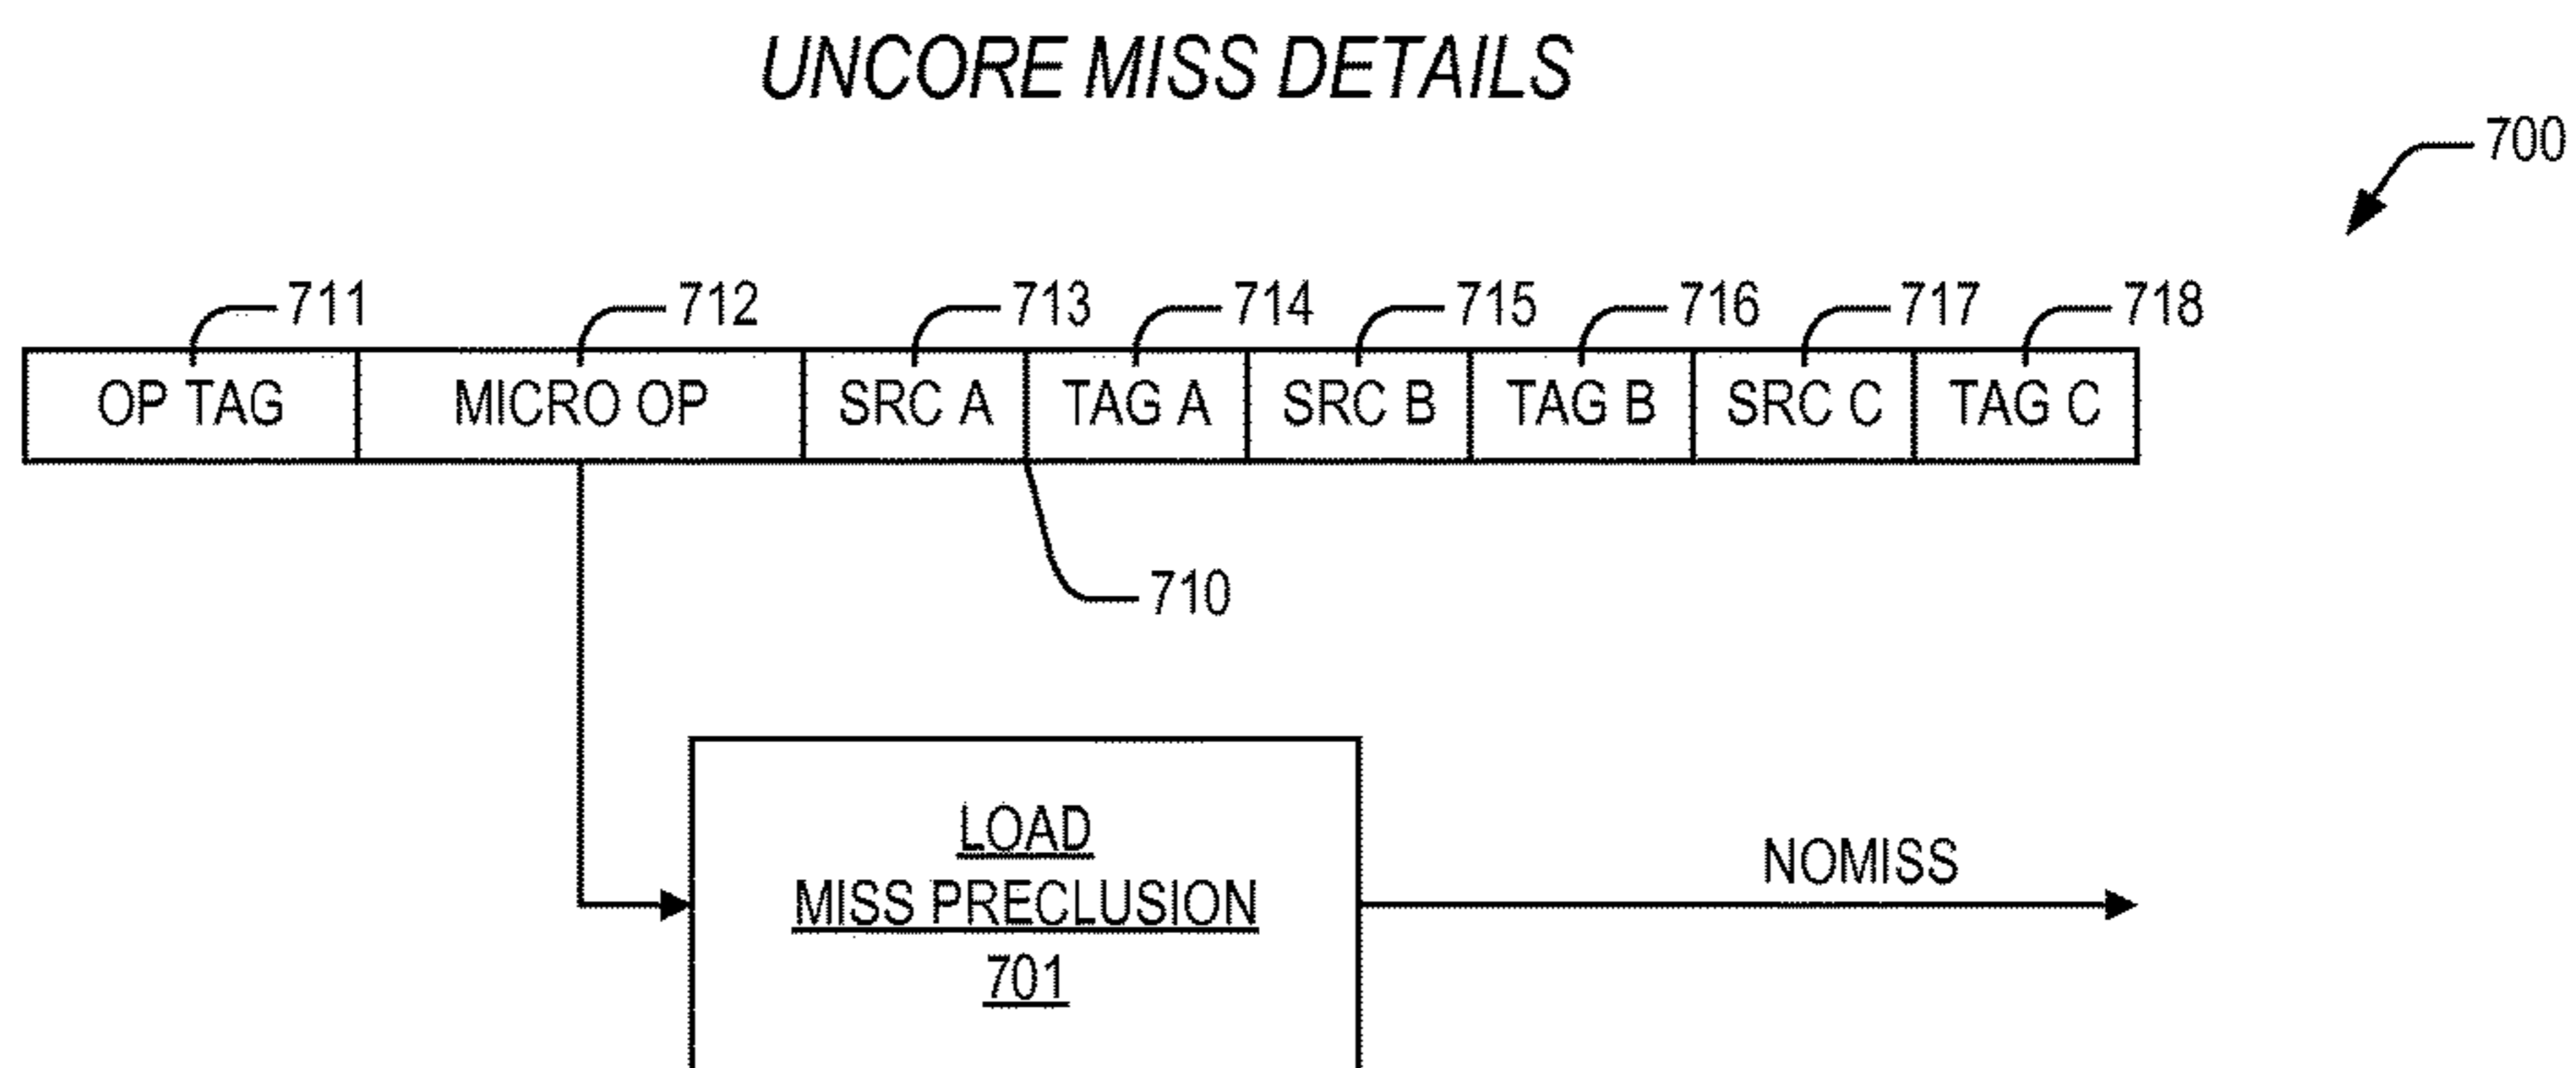 UNCORE MISS DETAILS
700
711 712 713 714 715 716 717 718
OP TAG MICRO OP SRC A TAG A SRC B TAG B SRC C TAG C
710
LOAD
MISS PRECLUSION
701
NOMISS